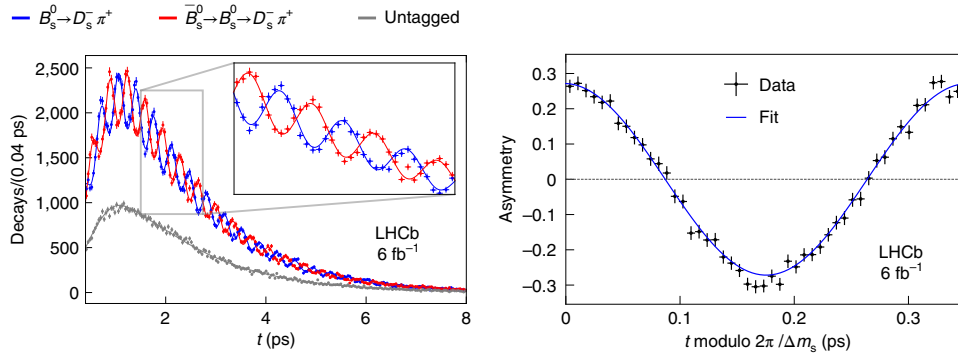 B⁰ₛ→D⁻ₛ π⁺
B̅⁰ₛ→B⁰ₛ→D⁻ₛ π⁺
Untagged
Decays/(0.04 ps)
2,500
2,000
1,500
1,000
500
0
LHCb
6 fb⁻¹
2
4
6
8
t (ps)
Asymmetry
0.3
0.2
0.1
0
−0.1
−0.2
−0.3
Data
Fit
LHCb
6 fb⁻¹
0
0.1
0.2
0.3
t modulo 2π/Δmₛ (ps)